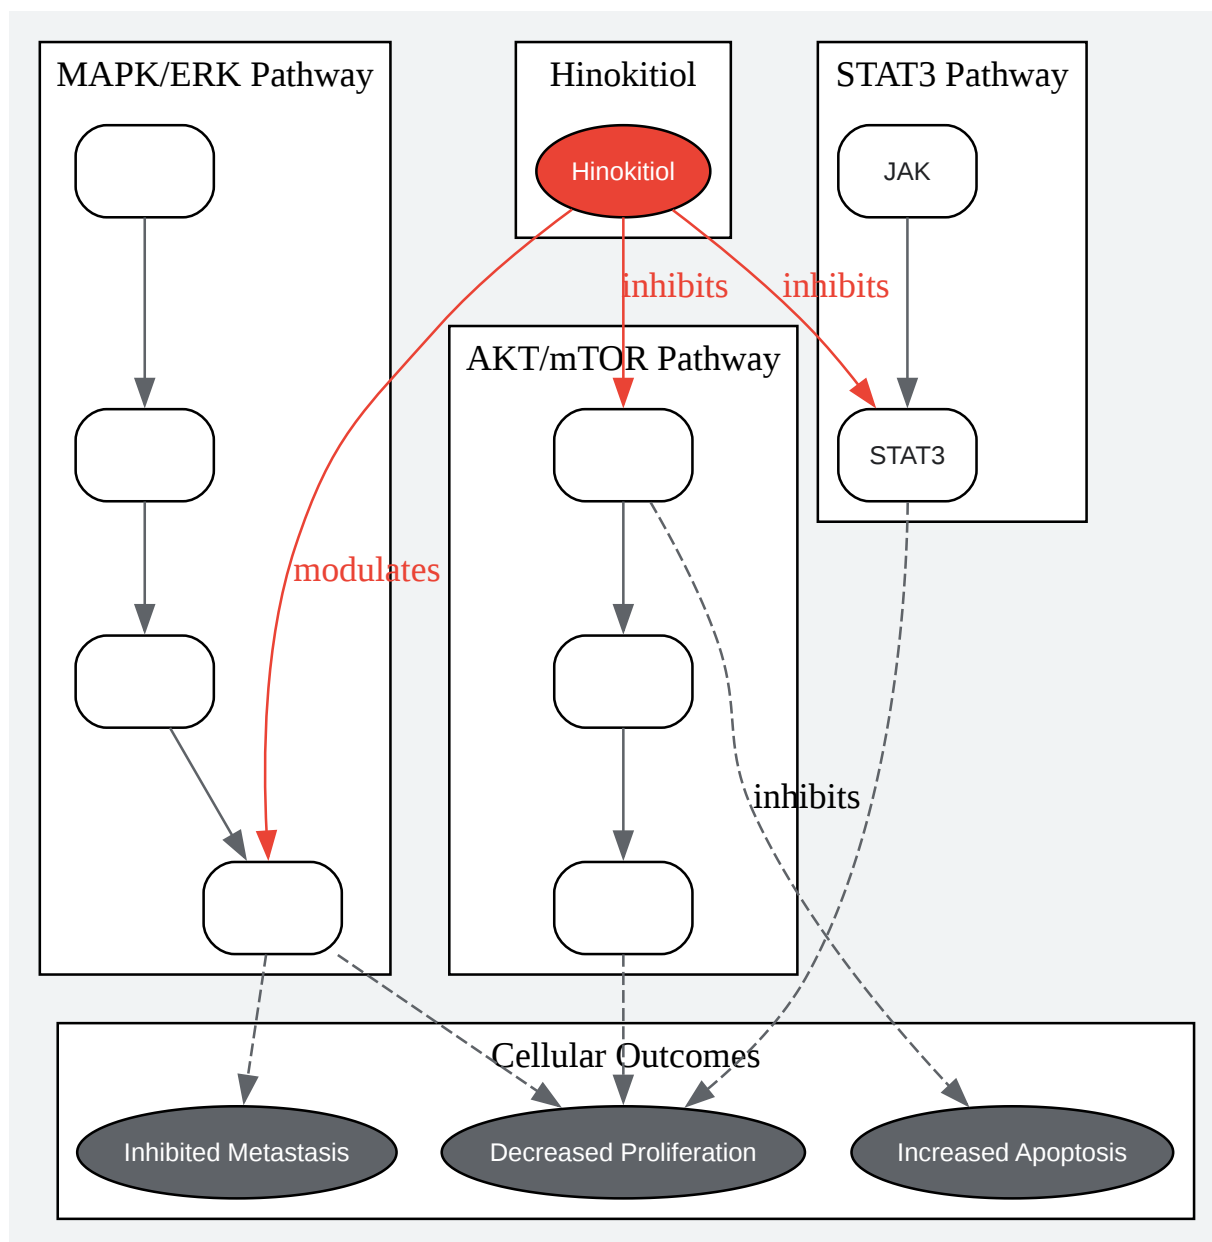 MAPK/ERK Pathway
Hinokitiol
STAT3 Pathway
Hinokitiol
JAK
inhibits
inhibits
AKT/mTOR Pathway
STAT3
modulates
inhibits
Cellular Outcomes
Inhibited Metastasis
Decreased Proliferation
Increased Apoptosis